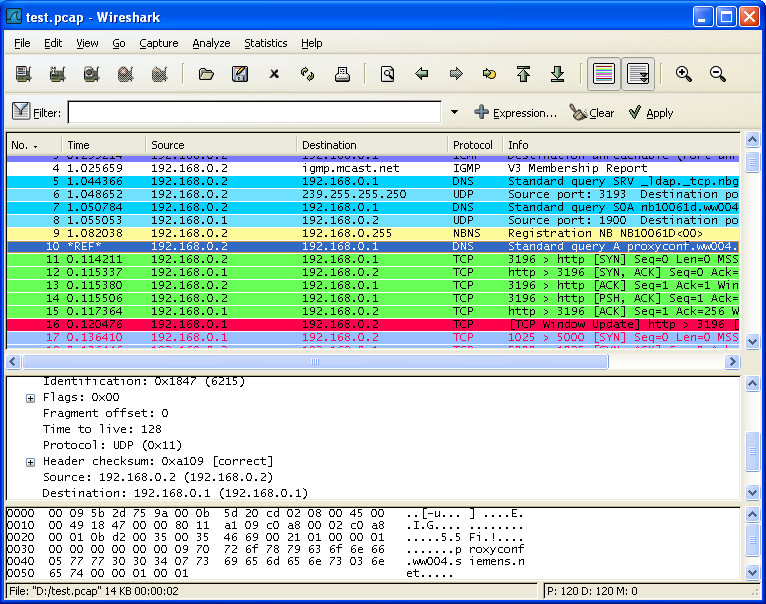 test.pcap - Wireshark
File Edit View Go Capture Analyze Statistics Help
Filter: Expression... Clear Apply
No. . Time Source Destination Protocol Info
3 0.299214 192.168.0.2 192.168.0.1 ICMP Destination unreachable (Port unr
4 1.025659 192.168.0.2 igmp.mcast.net IGMP V3 Membership Report
5 1.044366 192.168.0.2 192.168.0.1 DNS Standard query SRV _ldap._tcp.nbg
6 1.048652 192.168.0.2 239.255.255.250 UDP Source port: 3193 Destination po
7 1.050784 192.168.0.2 192.168.0.1 DNS Standard query SOA nb10061d.ww004
8 1.055053 192.168.0.1 192.168.0.2 UDP Source port: 1900 Destination po
9 1.082038 192.168.0.2 192.168.0.255 NBNS Registration NB NB10061D<00>
10 *REF* 192.168.0.2 192.168.0.1 DNS Standard query A proxyconf.ww004.
11 0.114211 192.168.0.2 192.168.0.1 TCP 3196 > http [SYN] Seq=0 Len=0 MSS
12 0.115337 192.168.0.1 192.168.0.2 TCP http > 3196 [SYN, ACK] Seq=0 Ack=
13 0.115380 192.168.0.2 192.168.0.1 TCP 3196 > http [ACK] Seq=1 Ack=1 Win
14 0.115506 192.168.0.2 192.168.0.1 TCP 3196 > http [PSH, ACK] Seq=1 Ack=
15 0.117364 192.168.0.1 192.168.0.2 TCP http > 3196 [ACK] Seq=1 Ack=256 W
16 0.120476 192.168.0.1 192.168.0.2 TCP [TCP Window Update] http > 3196 [
17 0.136410 192.168.0.1 192.168.0.2 TCP 1025 > 5000 [SYN] Seq=0 Len=0 MSS
Identification: 0x1847 (6215)
Flags: 0x00
Fragment offset: 0
Time to live: 128
Protocol: UDP (0x11)
Header checksum: 0xa109 [correct]
Source: 192.168.0.2 (192.168.0.2)
Destination: 192.168.0.1 (192.168.0.1)
0000 00 09 5b 2d 75 9a 00 0b 5d 20 cd 02 08 00 45 00 ..[-u... ] ....E.
0010 00 49 18 47 00 00 80 11 a1 09 c0 a8 00 02 c0 a8 .I.G.... ........
0020 00 01 0b d2 00 35 00 35 46 69 00 21 01 00 00 01 .....5.5 Fi.!....
0030 00 00 00 00 00 00 09 70 72 6f 78 79 63 6f 6e 66 .......p roxyconf
0040 05 77 77 30 30 34 07 73 69 65 6d 65 6e 73 03 6e .ww004.s iemens.n
0050 65 74 00 00 01 00 01 et.....
File: "D:/test.pcap" 14 KB 00:00:02 P: 120 D: 120 M: 0